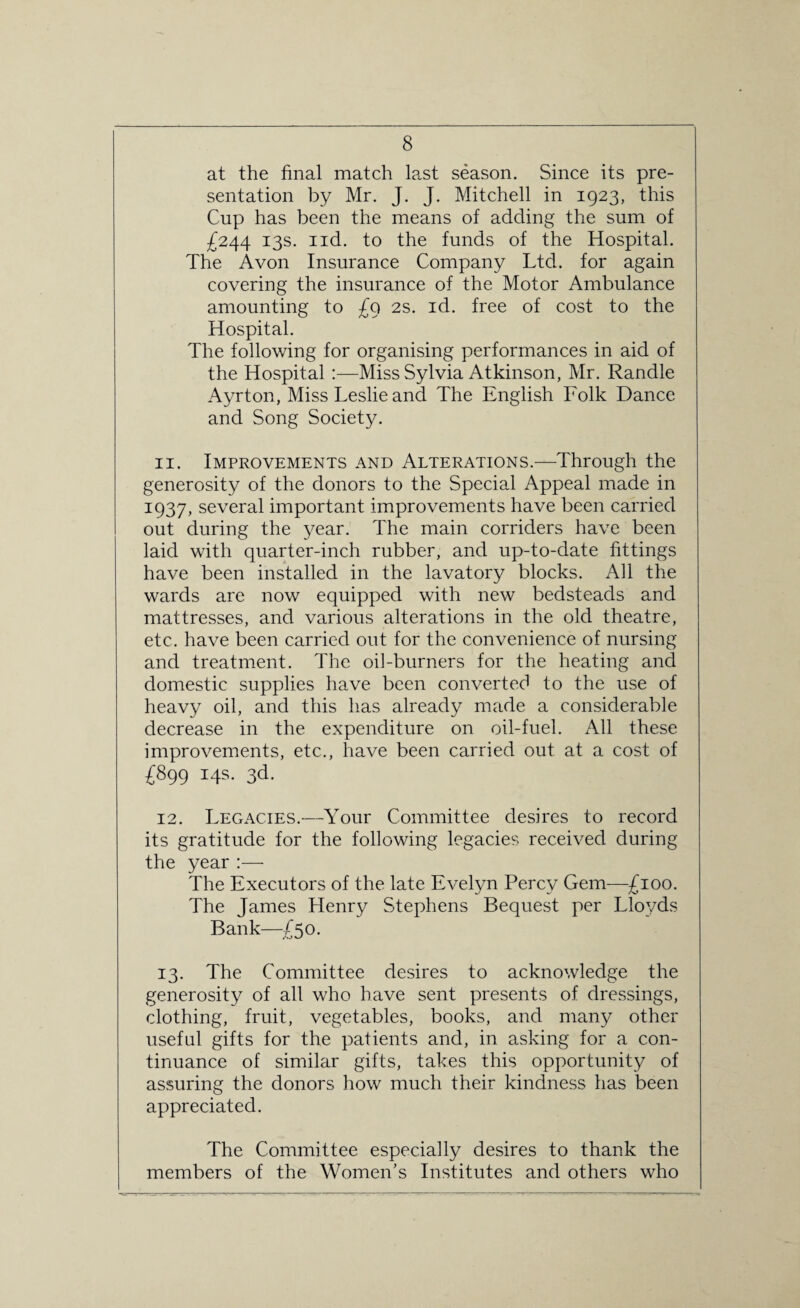 8
at the final match last season. Since its pre-
sentation by Mr. J. J. Mitchell in 1923, this
Cup has been the means of adding the sum of
£244 13s. 11d. to the funds of the Hospital.
The Avon Insurance Company Ltd. for again
covering the insurance of the Motor Ambulance
amounting to £9 2s. 1d. free of cost to the
Hospital.
The following for organising performances in aid of
the Hospital :—Miss Sylvia Atkinson, Mr. Randle
Ayrton, Miss Leslie and The English Folk Dance
and Song Society.
11. Improvements and Alterations.—Through the
generosity of the donors to the Special Appeal made in
1937, several important improvements have been carried
out during the year. The main corriders have been
laid with quarter-inch rubber, and up-to-date fittings
have been installed in the lavatory blocks. All the
wards are now equipped with new bedsteads and
mattresses, and various alterations in the old theatre,
etc. have been carried out for the convenience of nursing
and treatment. The oil-burners for the heating and
domestic supplies have been converted to the use of
heavy oil, and this has already made a considerable
decrease in the expenditure on oil-fuel. All these
improvements, etc., have been carried out at a cost of
£899 14s. 3d.
12. Legacies.—Your Committee desires to record
its gratitude for the following legacies received during
the year :—
The Executors of the late Evelyn Percy Gem—£100.
The James Henry Stephens Bequest per Lloyds
Bank—£50.
13. The Committee desires to acknowledge the
generosity of all who have sent presents of dressings,
clothing, fruit, vegetables, books, and many other
useful gifts for the patients and, in asking for a con-
tinuance of similar gifts, takes this opportunity of
assuring the donors how much their kindness has been
appreciated.
The Committee especially desires to thank the
members of the Women's Institutes and others who